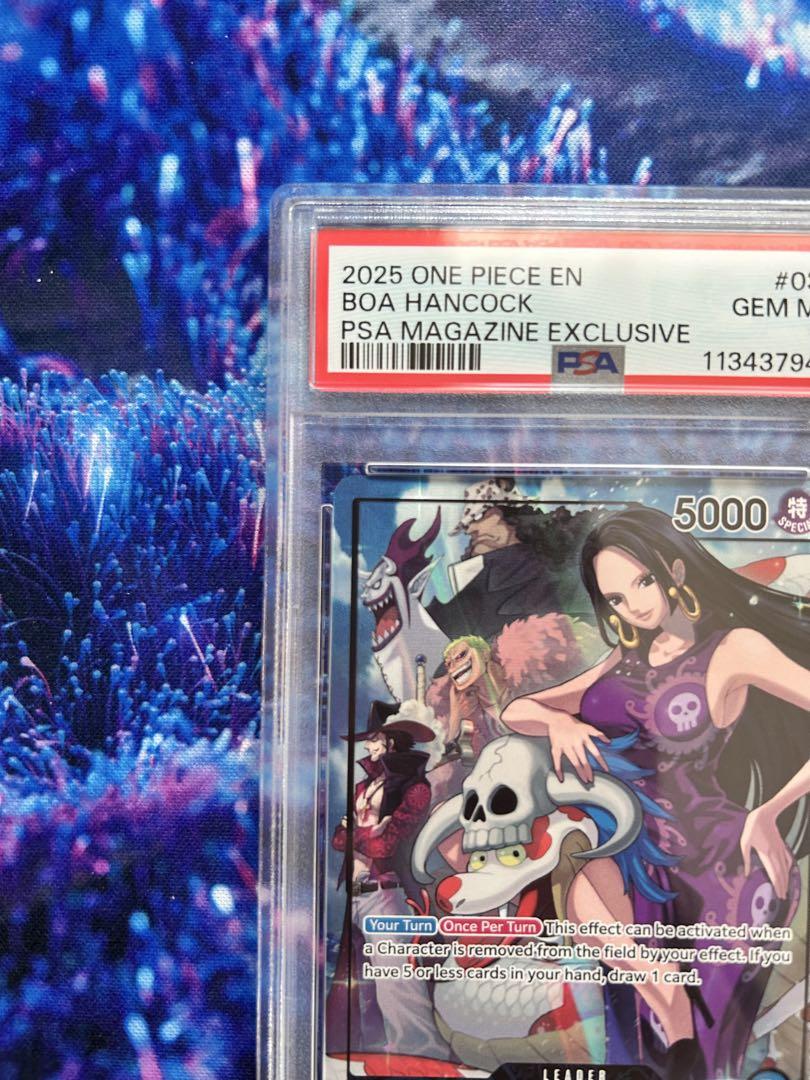 2025 ONE PIECE EN
BOA HANCOCK
GEM
PSA MAGAZINE EXCLUSIVE
PSA
11343794
5000
特
Your Turn Once Per Turn This effect can be activated when
a Character is removed from the field by your effect. If you
have 5 or less cards in your hand, draw 1 card.
LEADER